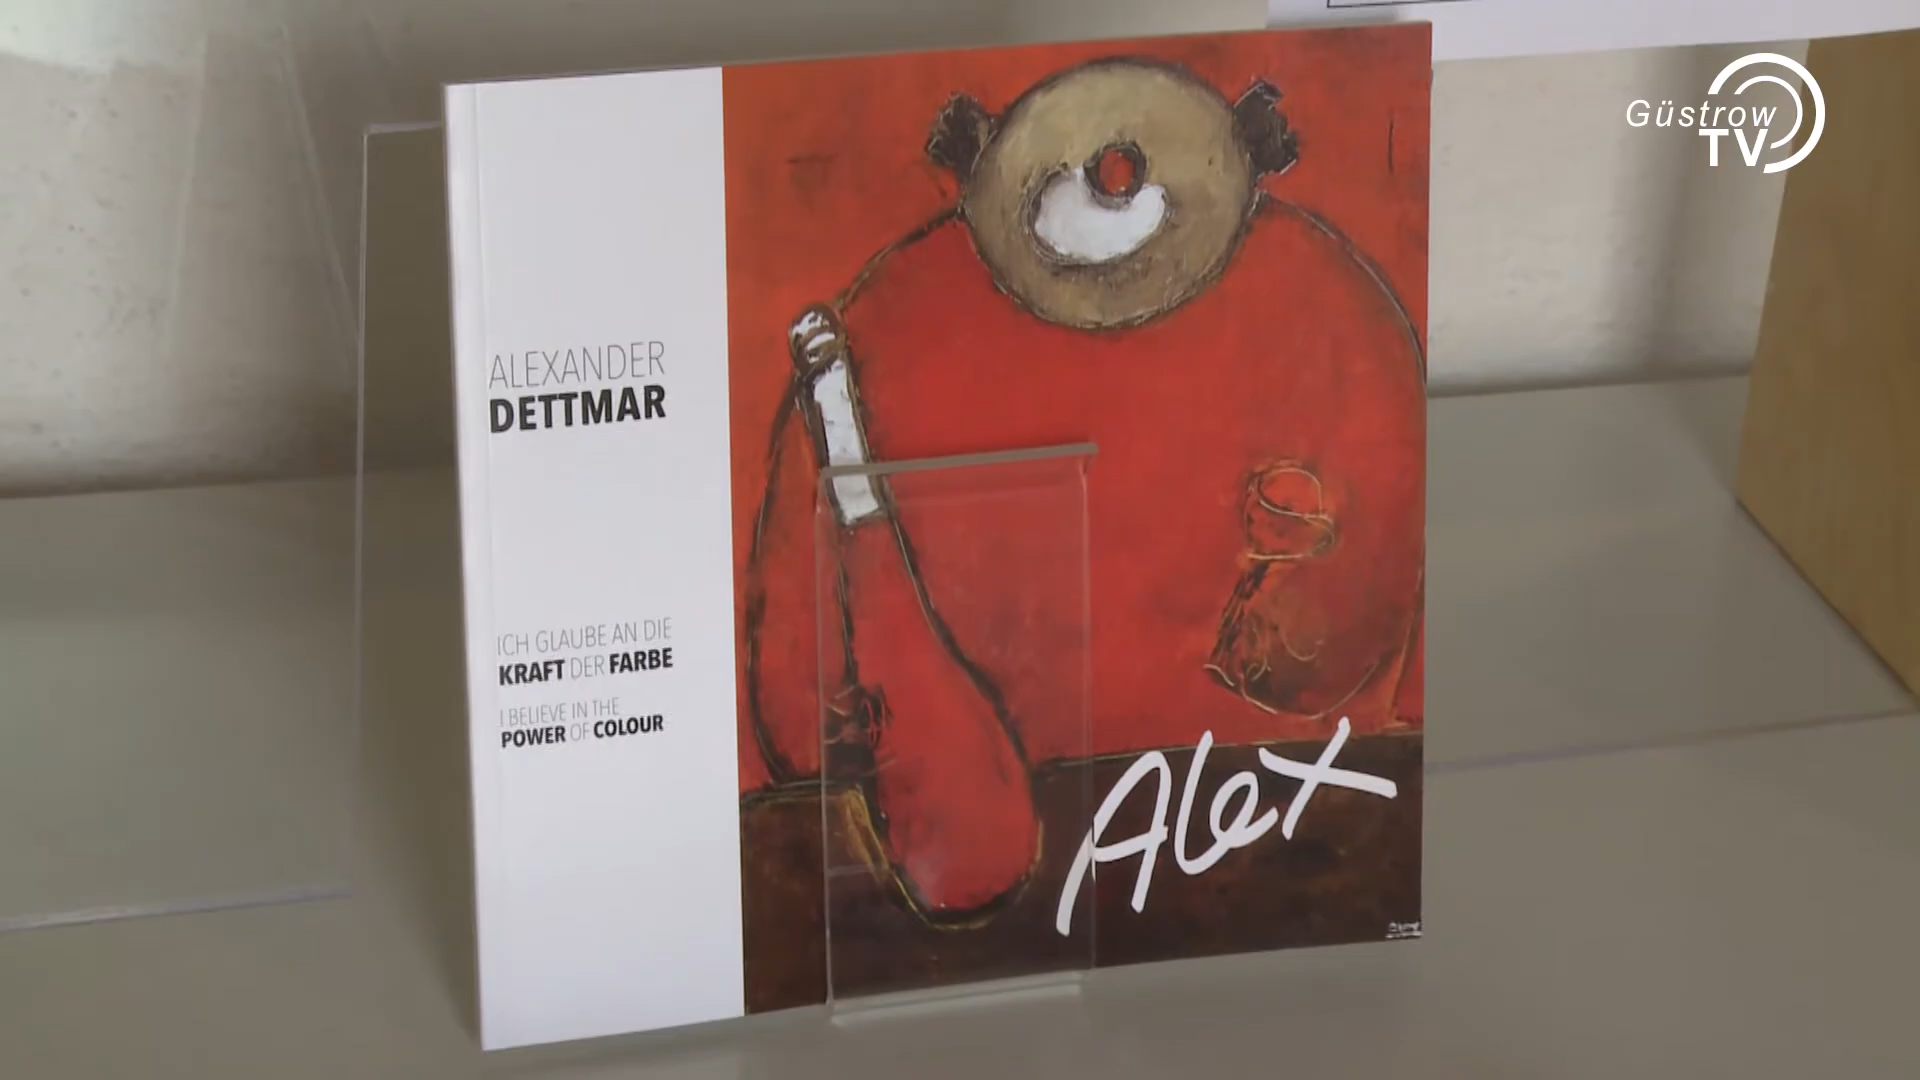 ALEXANDER
DETTMAR
ICH GLAUBE AN DIE
KRAFT DER FARBE
I BELIEVE IN THE
POWER OF COLOUR
Alex
Güstrow
TV